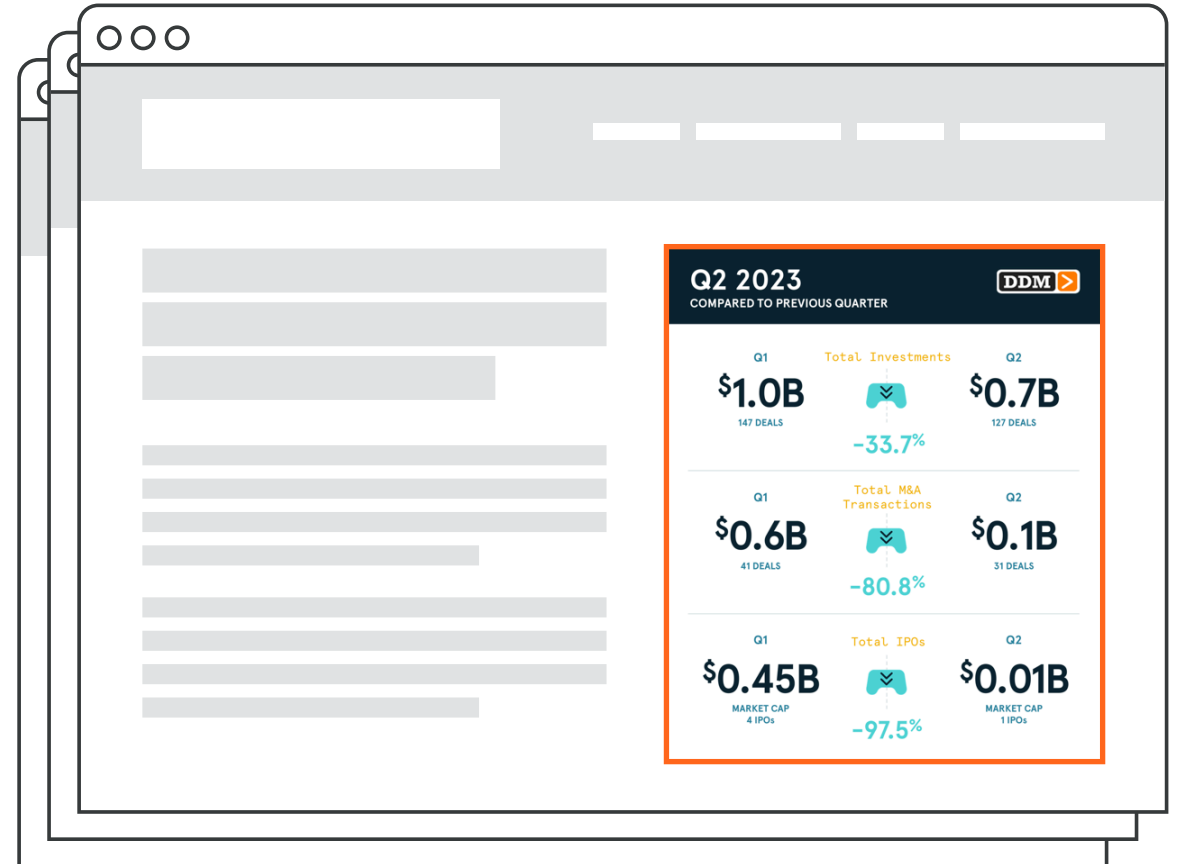 Q2 2023
COMPARED TO PREVIOUS QUARTER
DDM
Q1
Total Investments
Q2
$1.0B
$0.7B
147 DEALS
127 DEALS
-33.7%
Q1
Total M&A
Transactions
Q2
$0.6B
$0.1B
41 DEALS
31 DEALS
-80.8%
Q1
Total IPOs
Q2
$0.45B
$0.01B
MARKET CAP
4 IPOs
MARKET CAP
1 IPOs
-97.5%